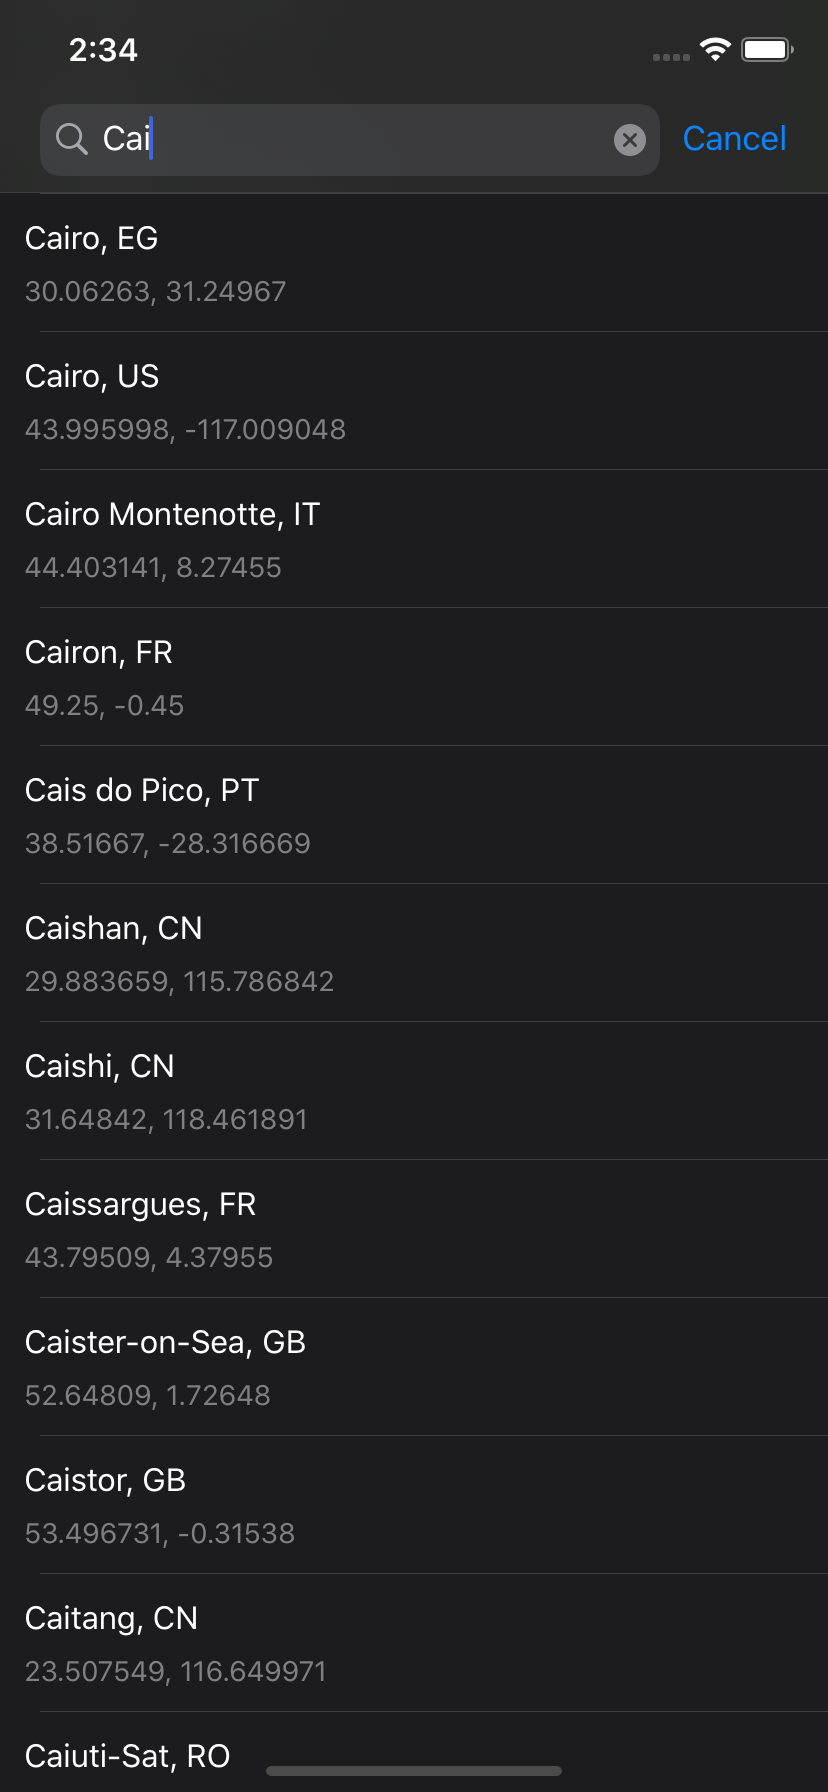 2:34
Cai
Cancel
Cairo, EG
30.06263, 31.24967
Cairo, US
43.995998, -117.009048
Cairo Montenotte, IT
44.403141, 8.27455
Cairon, FR
49.25, -0.45
Cais do Pico, PT
38.51667, -28.316669
Caishan, CN
29.883659, 115.786842
Caishi, CN
31.64842, 118.461891
Caissargues, FR
43.79509, 4.37955
Caister-on-Sea, GB
52.64809, 1.72648
Caistor, GB
53.496731, -0.31538
Caitang, CN
23.507549, 116.649971
Caiuti-Sat, RO